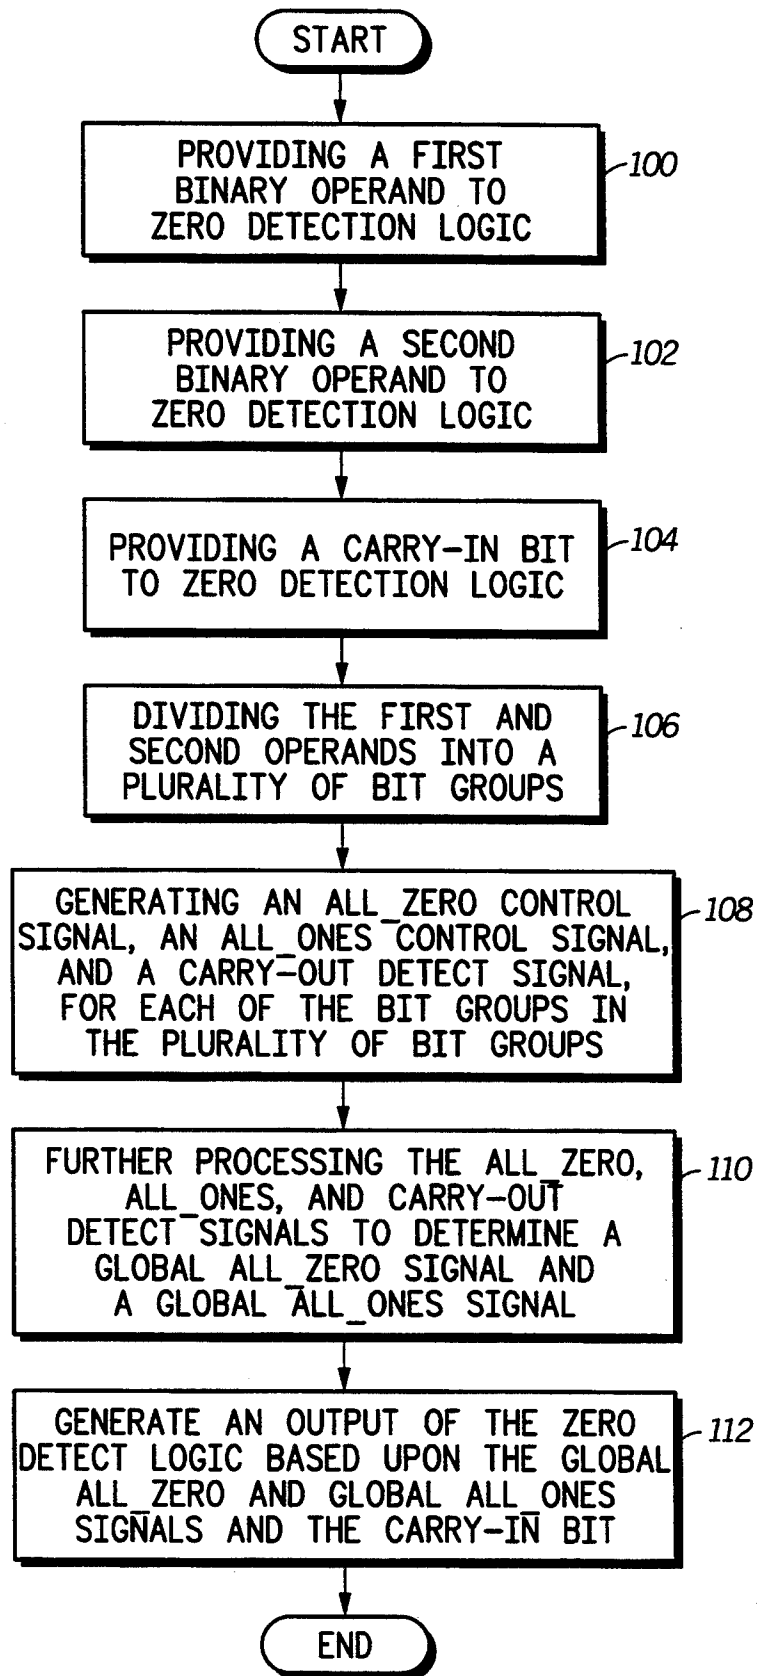 START
PROVIDING A FIRST
BINARY OPERAND TO
ZERO DETECTION LOGIC
100
PROVIDING A SECOND
BINARY OPERAND TO
ZERO DETECTION LOGIC
102
PROVIDING A CARRY-IN BIT
TO ZERO DETECTION LOGIC
104
DIVIDING THE FIRST AND
SECOND OPERANDS INTO A
PLURALITY OF BIT GROUPS
106
GENERATING AN ALL_ZERO CONTROL
SIGNAL, AN ALL_ONES CONTROL SIGNAL,
AND A CARRY-OUT DETECT SIGNAL,
FOR EACH OF THE BIT GROUPS IN
THE PLURALITY OF BIT GROUPS
108
FURTHER PROCESSING THE ALL_ZERO,
ALL_ONES, AND CARRY-OUT
DETECT SIGNALS TO DETERMINE A
GLOBAL ALL_ZERO SIGNAL AND
A GLOBAL ALL_ONES SIGNAL
110
GENERATE AN OUTPUT OF THE ZERO
DETECT LOGIC BASED UPON THE GLOBAL
ALL_ZERO AND GLOBAL ALL_ONES
SIGNALS AND THE CARRY-IN BIT
112
END